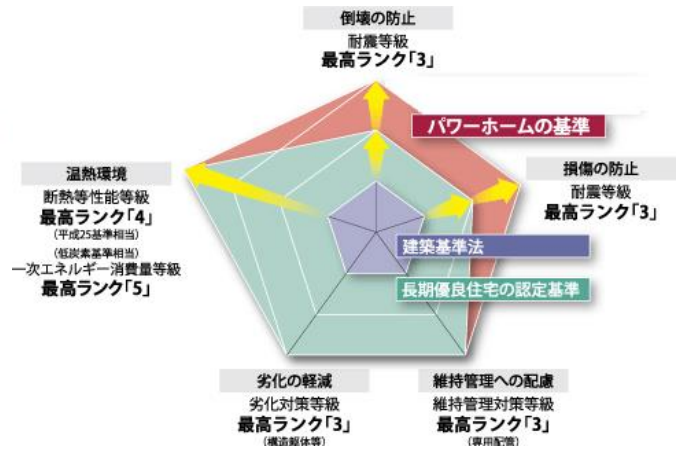 倒壊の防止
耐震等級
最高ランク「3」
パワーホームの基準
温熱環境
断熱等性能等級
最高ランク「4」
(平成25基準相当)
(低炭素基準相当)
一次エネルギー消費量等級
最高ランク「5」
損傷の防止
耐震等級
最高ランク「3」
建築基準法
長期優良住宅の認定基準
劣化の軽減
劣化対策等級
最高ランク「3」
(構造躯体等)
維持管理への配慮
維持管理対策等級
最高ランク「3」
(専用配管)